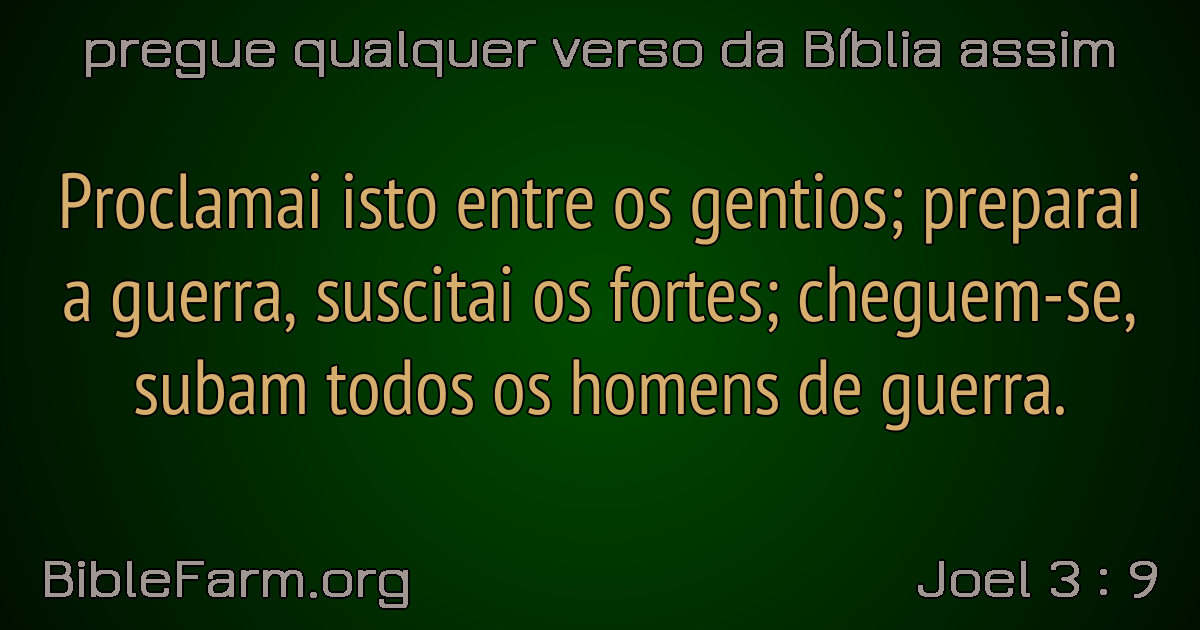 pregue qualquer verso da Bíblia assim
Proclamai isto entre os gentios; preparai
a guerra, suscitai os fortes; cheguem-se,
subam todos os homens de guerra.
BibleFarm.org
Joel 3 : 9